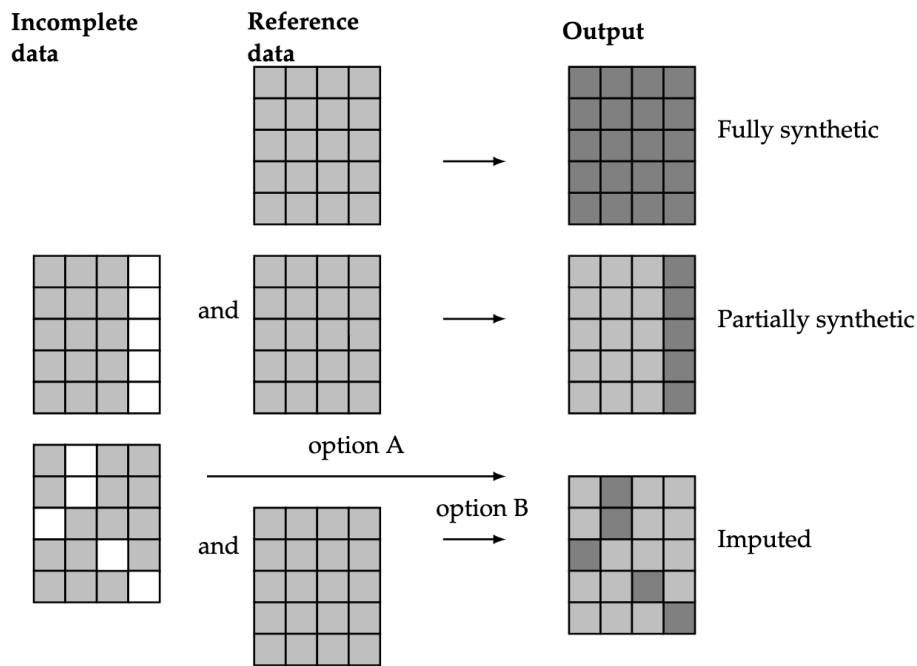 Incomplete
data
Reference
data
Output
Fully synthetic
and
Partially synthetic
option A
option B
and
Imputed